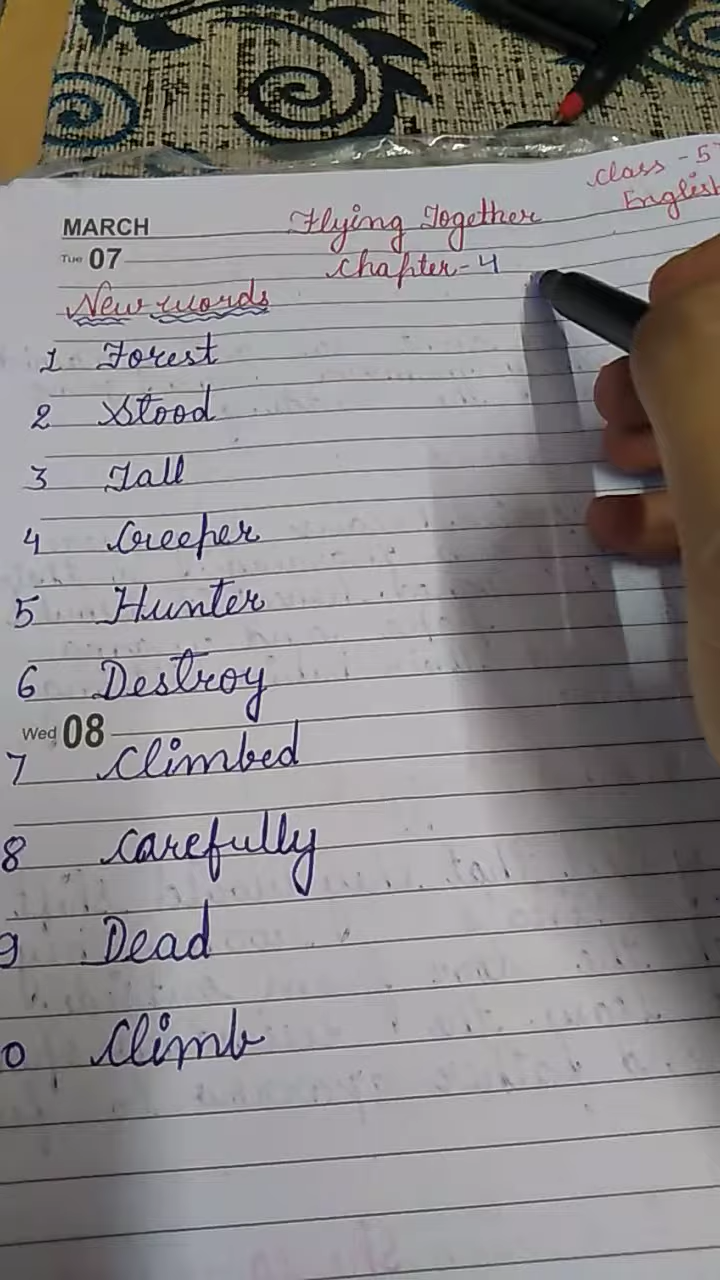 Class - 5
English
MARCH
Flying Together
Tue 07
Chapter - 4
New words
1 Forest
2 Stood
3 Tall
4 Creeper
5 Hunter
6 Destroy
Wed 08
7 Climbed
8 Carefully
9 Dead
0 Climb